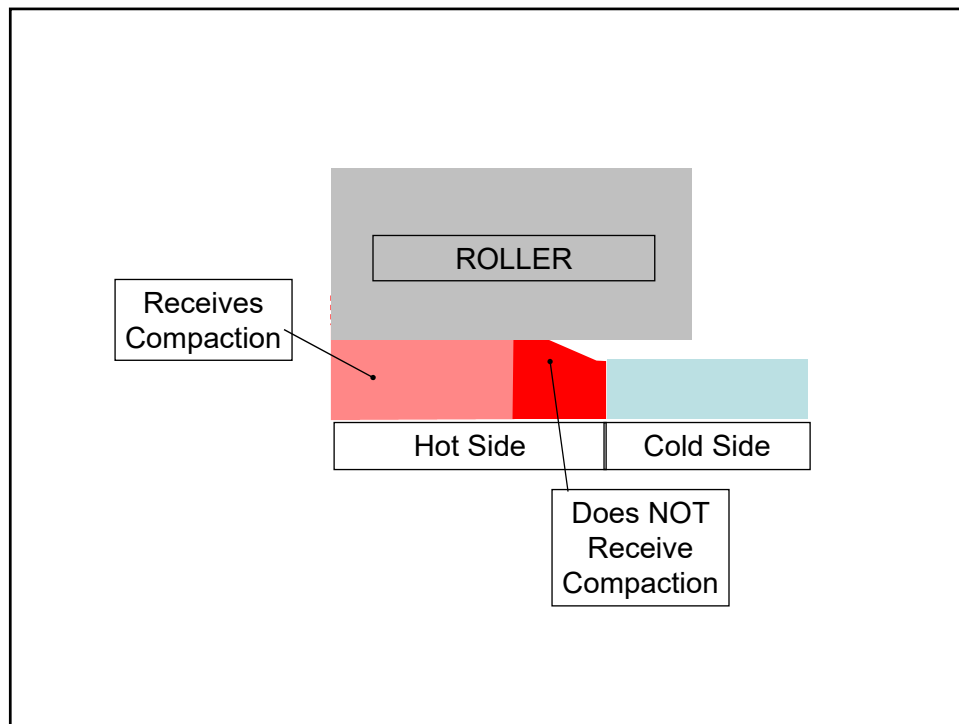 ROLLER
Receives
Compaction
Hot Side
Cold Side
Does NOT
Receive
Compaction